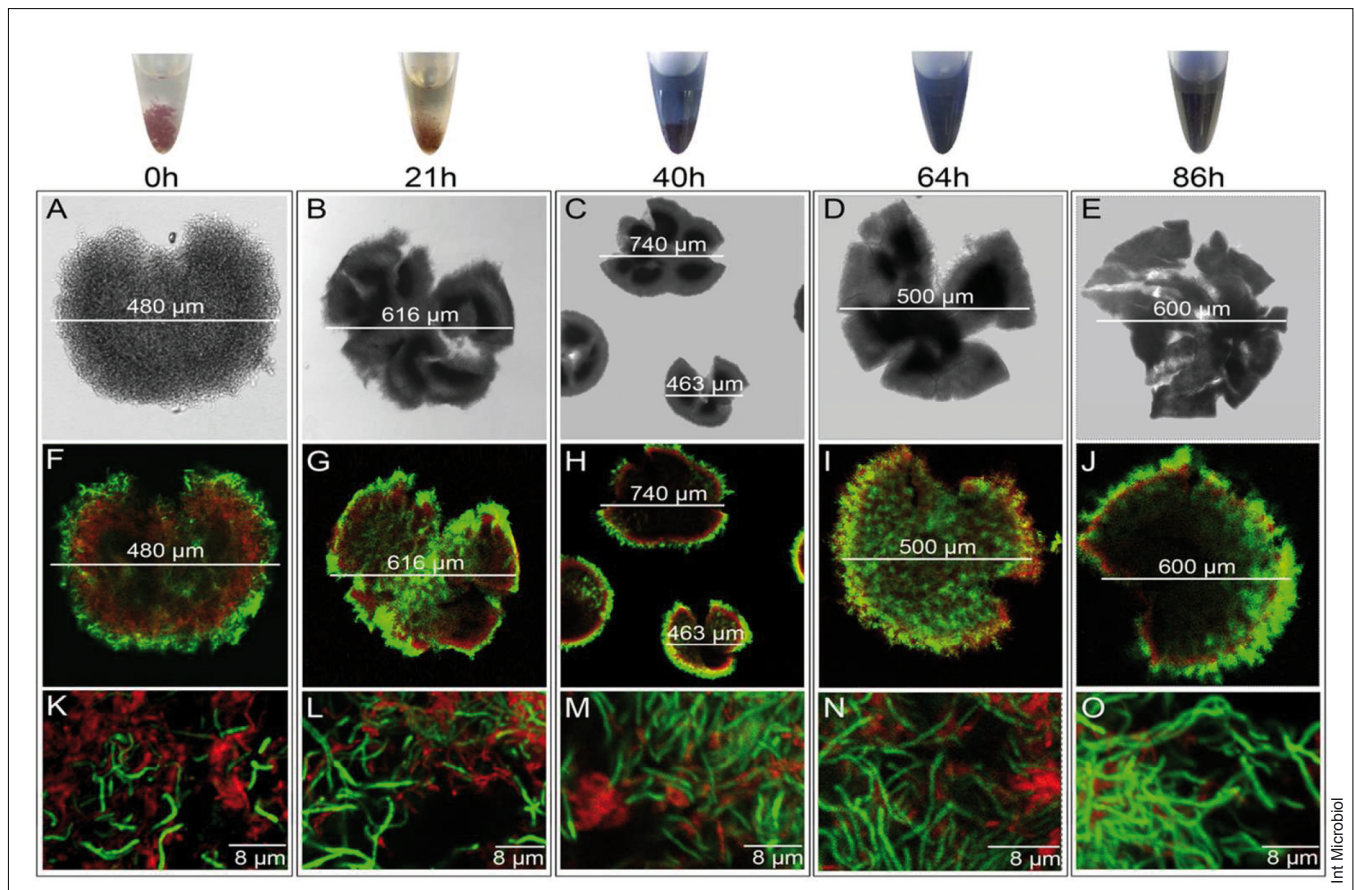 0h 21h 40h 64h 86h
A B C D E
480 µm 616 µm 740 µm 500 µm 600 µm
463 µm
F G H I J
480 µm 616 µm 740 µm 500 µm 600 µm
463 µm
K L M N O
8 µm 8 µm 8 µm 8 µm 8 µm
Int Microbiol